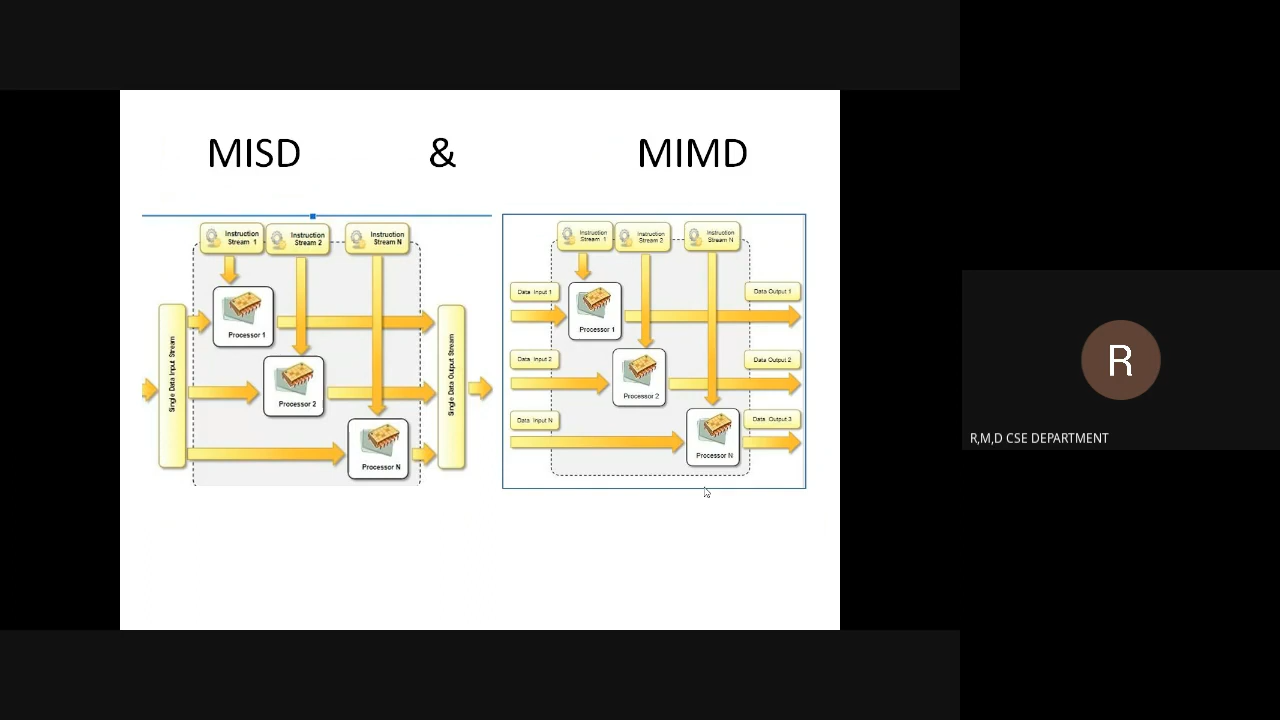 MISD & MIMD
Instruction
Stream 1
Instruction
Stream 2
Instruction
Stream N
Single Data Input Stream
Processor 1
Processor 2
Processor N
Single Data Output Stream
Instruction
Stream 1
Instruction
Stream 2
Instruction
Stream N
Data Input 1
Data Output 1
Processor 1
Data Input 2
Data Output 2
Processor 2
Data Input N
Data Output 3
Processor N
R
R,M,D CSE DEPARTMENT